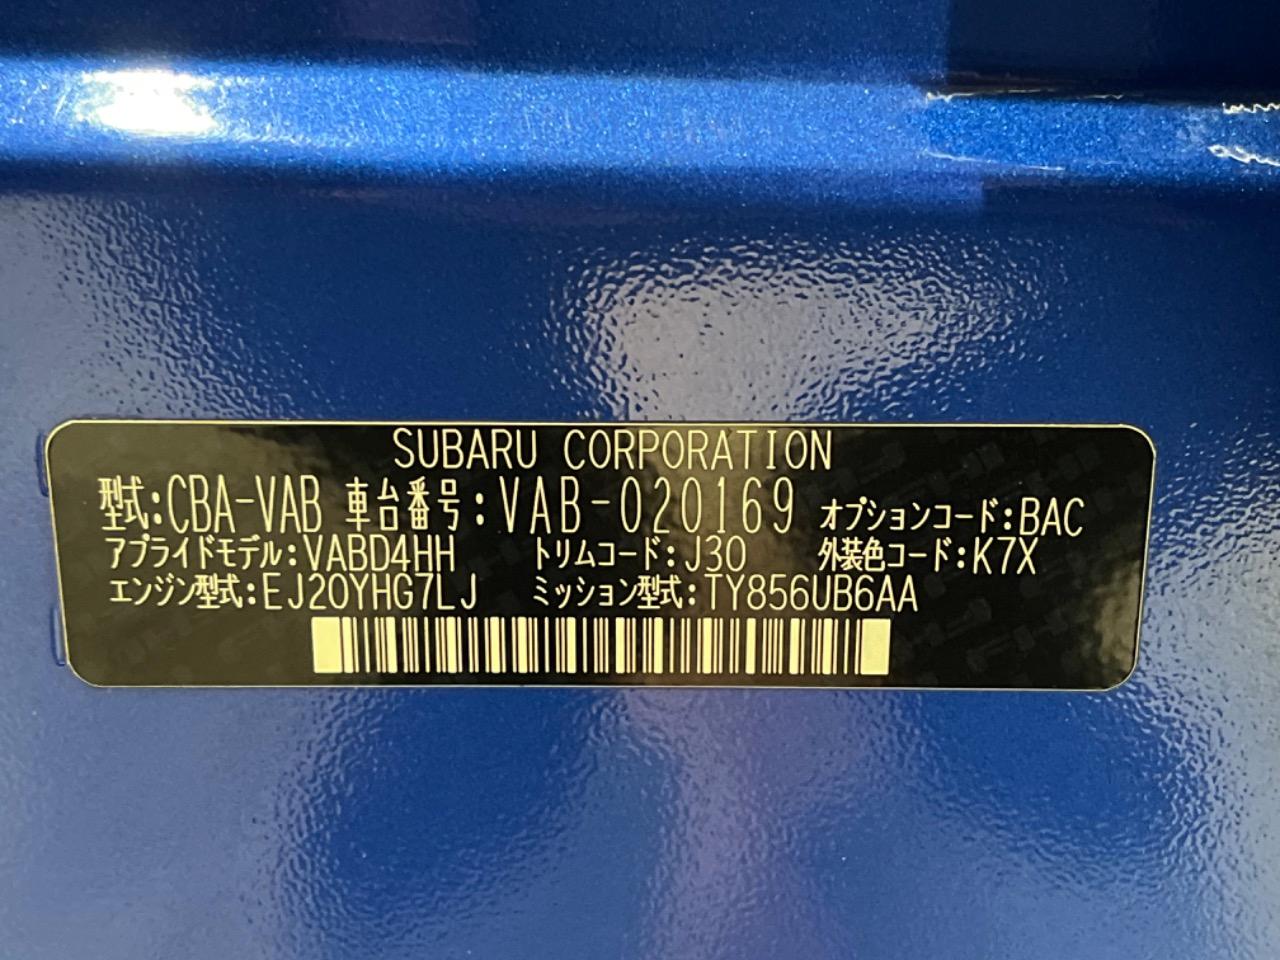 SUBARU CORPORATION
型式:CBA-VAB 車台番号:VAB-020169 オプションコード:BAC
アプライドモデル:VABD4HH トリムコード:J30 外装色コード:K7X
エンジン型式:EJ20YHG7LJ ミッション型式:TY856UB6AA